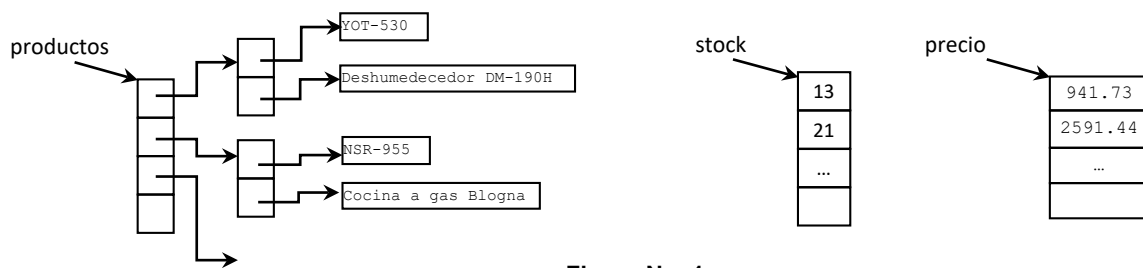 productos
YOT-530
Deshumedecedor DM-190H
NSR-955
Cocina a gas Blogna
stock
13
21
…
precio
941.73
2591.44
…